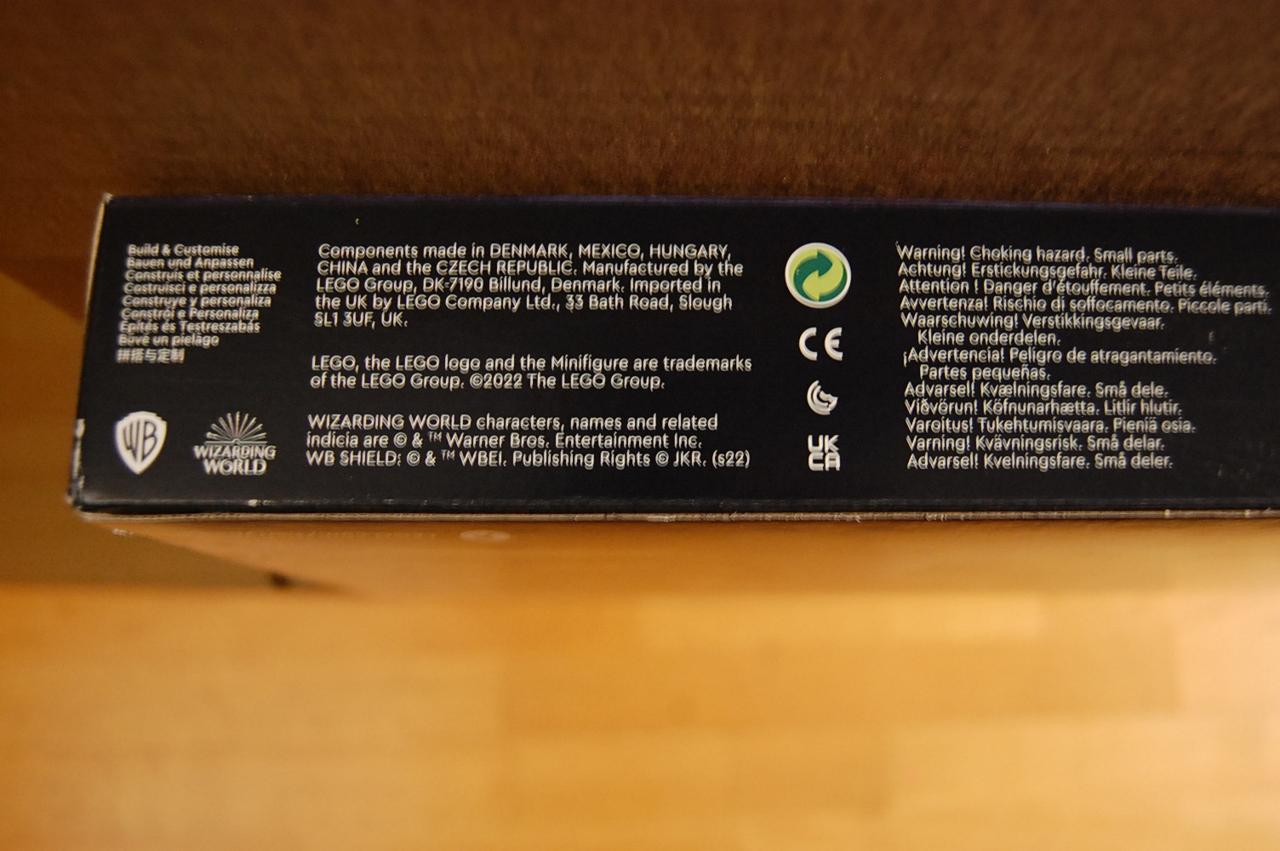 Build & Customise
Bauen und Anpassen
Construis et personnalise
Costruisci e personalizza
Construye y personaliza
Constrói e Personaliza
Építés és Testreszabás
Būvē un pielāgo
拼搭与定制
WB
WIZARDING
WORLD
Components made in DENMARK, MEXICO, HUNGARY,
CHINA and the CZECH REPUBLIC. Manufactured by the
LEGO Group, DK-7190 Billund, Denmark. Imported in
the UK by LEGO Company Ltd., 33 Bath Road, Slough
SL1 3UF, UK.
LEGO, the LEGO logo and the Minifigure are trademarks
of the LEGO Group. ©2022 The LEGO Group.
WIZARDING WORLD characters, names and related
indicia are © & ™ Warner Bros. Entertainment Inc.
WB SHIELD: © & ™ WBEI. Publishing Rights © JKR. (s22)
CE
UK
CA
Warning! Choking hazard. Small parts.
Achtung! Erstickungsgefahr. Kleine Teile.
Attention ! Danger d'étouffement. Petits éléments.
Avvertenza! Rischio di soffocamento. Piccole parti.
Waarschuwing! Verstikkingsgevaar.
Kleine onderdelen.
¡Advertencia! Peligro de atragantamiento.
Partes pequeñas.
Advarsel! Kvælningsfare. Små dele.
Viðvörun! Köfnunarhætta. Litlir hlutir.
Varoitus! Tukehtumisvaara. Pieniä osia.
Varning! Kvävningsrisk. Små delar.
Advarsel! Kvelningsfare. Små deler.